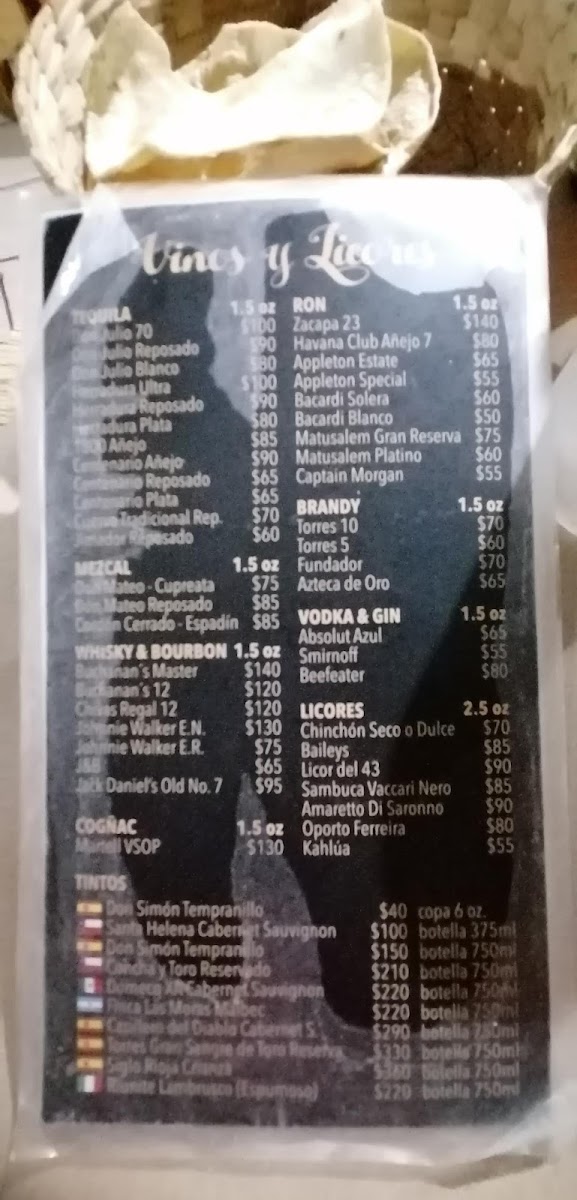 Vinos y Licores
TEQUILA 1.5 oz
Don Julio 70 $100
Don Julio Reposado $90
Don Julio Blanco $80
Herradura Ultra $100
Herradura Reposado $90
Herradura Plata $80
Añejo $85
Centenario Añejo $90
Centenario Reposado $65
Centenario Plata $65
Cuervo Tradicional Rep. $70
Jimador Reposado $60
MEZCAL 1.5 oz
Don Mateo - Cupreata $75
Don Mateo Reposado $85
Cerrado - Espadín $85
WHISKY & BOURBON 1.5 oz
Buchanan´s Master $140
Buchanan´s 12 $120
Chivas Regal 12 $120
Johnnie Walker E.N. $130
Johnnie Walker E.R. $75
J&B $65
Jack Daniel's Old No. 7 $95
COGÑAC 1.5 oz
Martell VSOP $130
RON 1.5 oz
Zacapa 23 $140
Havana Club Añejo 7 $80
Appleton Estate $65
Appleton Special $55
Bacardi Solera $60
Bacardi Blanco $50
Matusalem Gran Reserva $75
Matusalem Platino $60
Captain Morgan $55
BRANDY 1.5 oz
Torres 10 $70
Torres 5 $60
Fundador $70
Azteca de Oro $65
VODKA & GIN 1.5 oz
Absolut Azul $65
Smirnoff $55
Beefeater $80
LICORES 2.5 oz
Chinchón Seco o Dulce $70
Baileys $85
Licor del 43 $90
Sambuca Vaccari Nero $85
Amaretto Di Saronno $90
Oporto Ferreira $80
Kahlúa $55
TINTOS
Don Simón Tempranillo $40 copa 6 oz.
Santa Helena Cabernet Sauvignon $100 botella 375ml
Don Simón Tempranillo $150 botella 750ml
Concha y Toro Reservado $210 botella 750ml
Domecq XA Cabernet Sauvignon $220 botella 750ml
Finca Las Moras Malbec $220 botella 750ml
Casillero del Diablo Cabernet S. $290 botella 750ml
Torres Gran Sangre de Toro Reserva $330 botella 750ml
Siglo Rioja Crianza $360 botella 750ml
Riunite Lambrusco (Espumoso) $220 botella 750ml